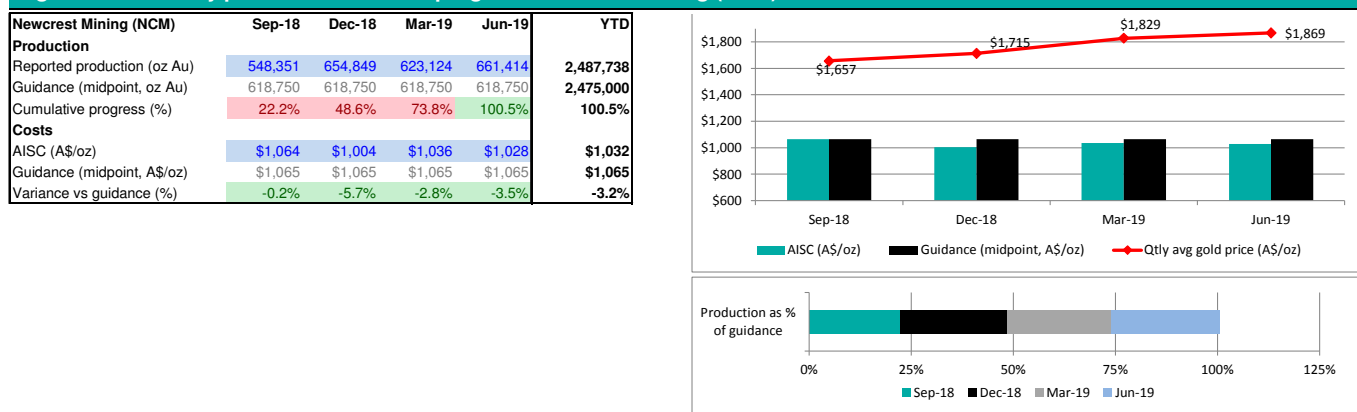 Newcrest Mining (NCM) Sep-18 Dec-18 Mar-19 Jun-19 YTD
Production
Reported production (oz Au) 548,351 654,849 623,124 661,414 2,487,738
Guidance (midpoint, oz Au) 618,750 618,750 618,750 618,750 2,475,000
Cumulative progress (%) 22.2% 48.6% 73.8% 100.5% 100.5%
Costs
AISC (A$/oz) $1,064 $1,004 $1,036 $1,028 $1,032
Guidance (midpoint, A$/oz) $1,065 $1,065 $1,065 $1,065 $1,065
Variance vs guidance (%) -0.2% -5.7% -2.8% -3.5% -3.2%
$1,800
$1,600
$1,400
$1,200
$1,000
$800
$600
$1,657
$1,715
$1,829
$1,869
Sep-18 Dec-18 Mar-19 Jun-19
AISC (A$/oz) Guidance (midpoint, A$/oz) Qtly avg gold price (A$/oz)
Production as %
of guidance
0% 25% 50% 75% 100% 125%
Sep-18 Dec-18 Mar-19 Jun-19